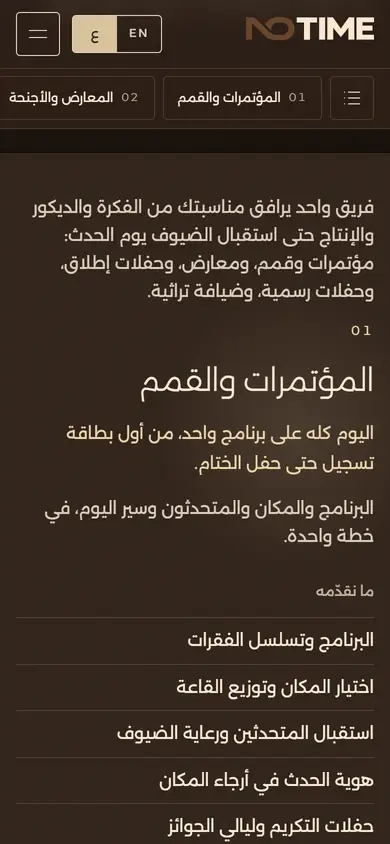 NOTIME
ع EN
01 المؤتمرات والقمم
02 المعارض والأجنحة
فريق واحد يرافق مناسبتك من الفكرة والديكور
والإنتاج حتى استقبال الضيوف يوم الحدث:
مؤتمرات وقمم، ومعارض، وحفلات إطلاق،
وحفلات رسمية، وضيافة تراثية.
01
المؤتمرات والقمم
اليوم كله على برنامج واحد، من أول بطاقة
تسجيل حتى حفل الختام.
البرنامج والمكان والمتحدثون وسير اليوم، في
خطة واحدة.
ما نقدّمه
البرنامج وتسلسل الفقرات
اختيار المكان وتوزيع القاعة
استقبال المتحدثين ورعاية الضيوف
هوية الحدث في أرجاء المكان
حفلات التكريم وليالي الجوائز